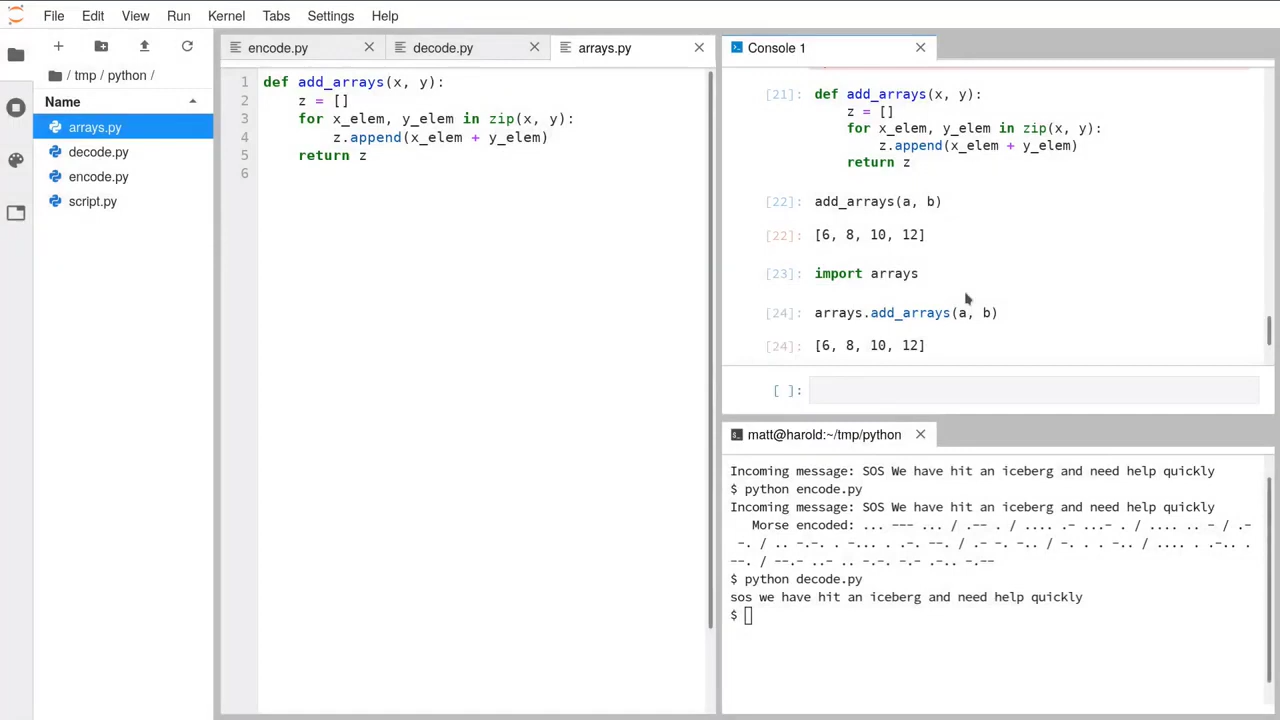 File Edit View Run Kernel Tabs Settings Help
/ tmp / python /
Name
arrays.py
decode.py
encode.py
script.py
encode.py
decode.py
arrays.py
1 def add_arrays(x, y):
2     z = []
3     for x_elem, y_elem in zip(x, y):
4         z.append(x_elem + y_elem)
5     return z
6
Console 1
[21]: def add_arrays(x, y):
    z = []
    for x_elem, y_elem in zip(x, y):
        z.append(x_elem + y_elem)
    return z
[22]: add_arrays(a, b)
[22]: [6, 8, 10, 12]
[23]: import arrays
[24]: arrays.add_arrays(a, b)
[24]: [6, 8, 10, 12]
[ ]:
matt@harold:~/tmp/python
Incoming message: SOS We have hit an iceberg and need help quickly
$ python encode.py
Incoming message: SOS We have hit an iceberg and need help quickly
   Morse encoded: ... --- ... / .-- . / .... .- ...- . / .... .. - / .-
-. / .. -.-. . -... . .-. --. / .- -. -.. / -. . . -.. / .... . .-.. .
--. / --.- ..- .. -.-. -.- .-.. -.--
$ python decode.py
sos we have hit an iceberg and need help quickly
$